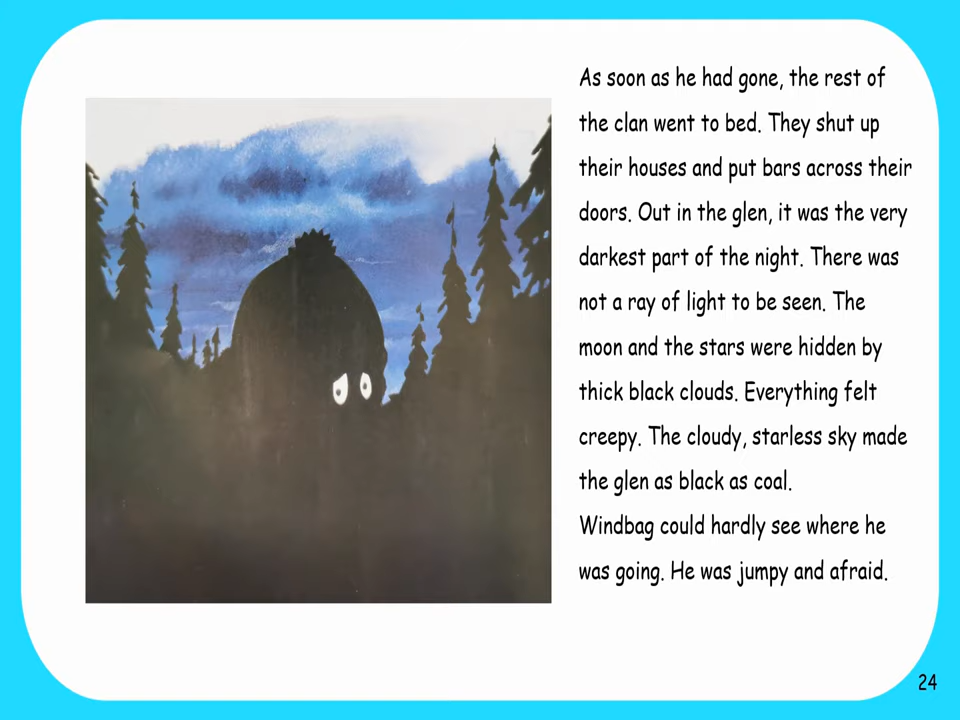 As soon as he had gone, the rest of
the clan went to bed. They shut up
their houses and put bars across their
doors. Out in the glen, it was the very
darkest part of the night. There was
not a ray of light to be seen. The
moon and the stars were hidden by
thick black clouds. Everything felt
creepy. The cloudy, starless sky made
the glen as black as coal.
Windbag could hardly see where he
was going. He was jumpy and afraid.
24